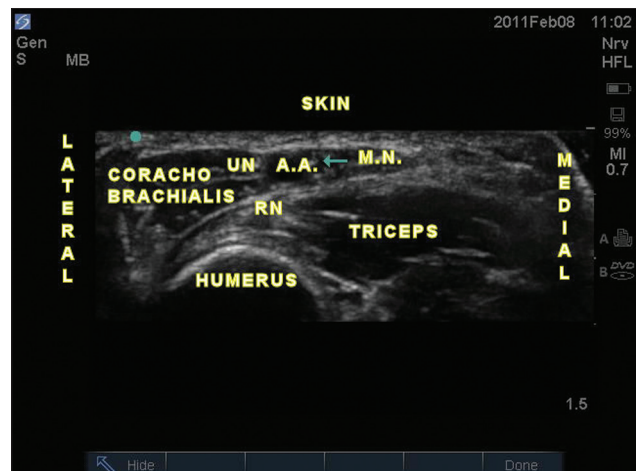 2011Feb08 11:02
Gen
S MB
Nrv
HFL
SKIN
99%
MI
0.7
LATERAL
UN A.A. M.N.
CORACHO
BRACHIALIS
RN
TRICEPS
HUMERUS
MEDIAL
A
B DVD
1.5
Hide Done